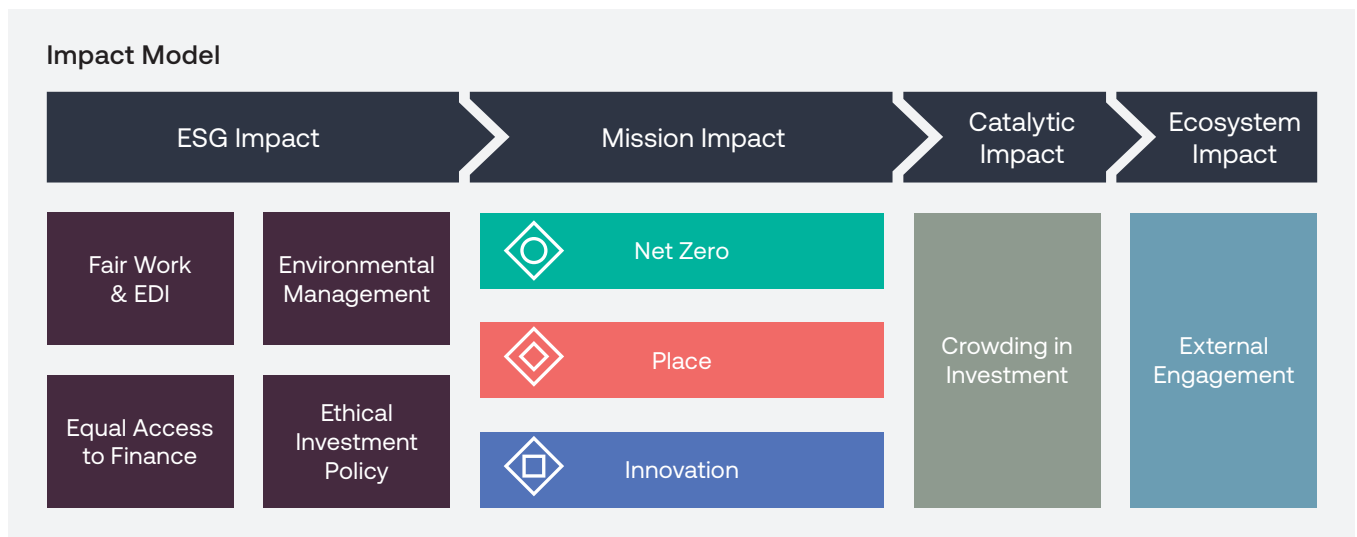 Impact Model
ESG Impact
Mission Impact
Catalytic
Impact
Ecosystem
Impact
Fair Work
& EDI
Environmental
Management
Equal Access
to Finance
Ethical
Investment
Policy
Net Zero
Place
Innovation
Crowding in
Investment
External
Engagement